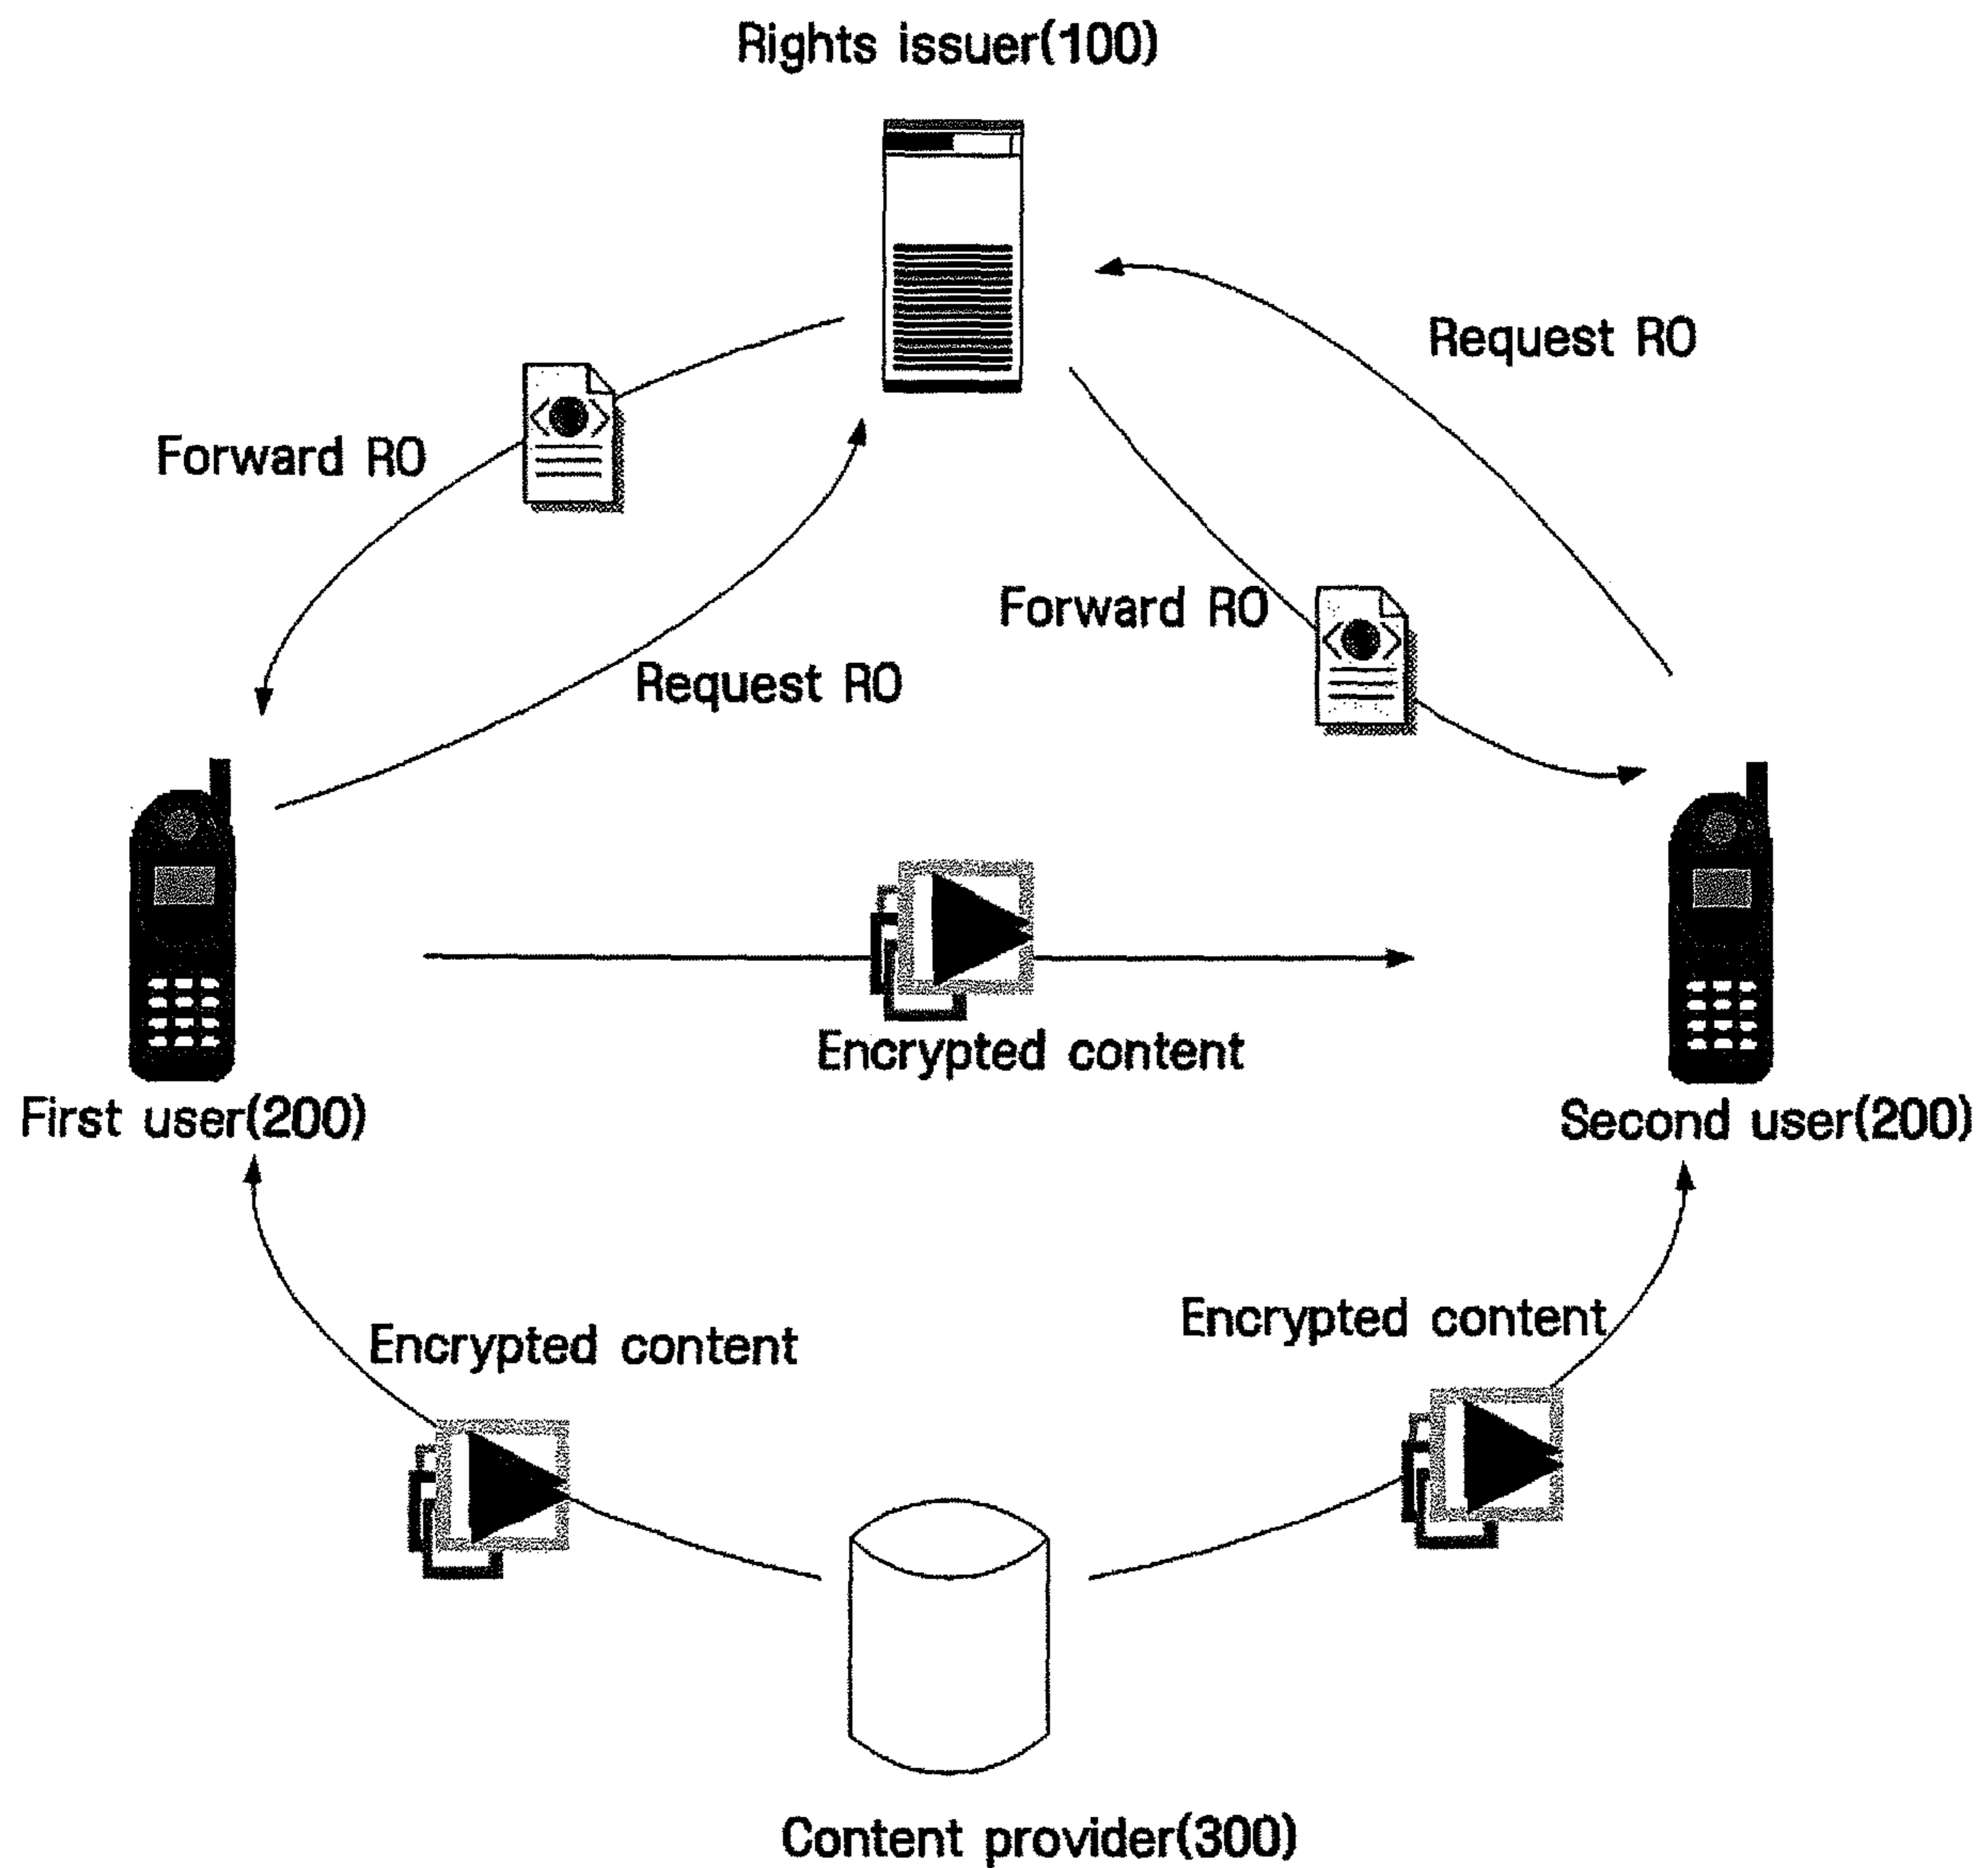 Rights issuer(100)
Request RO
Forward RO
Forward RO
Request RO
Encrypted content
First user(200)
Second user(200)
Encrypted content
Encrypted content
Content provider(300)